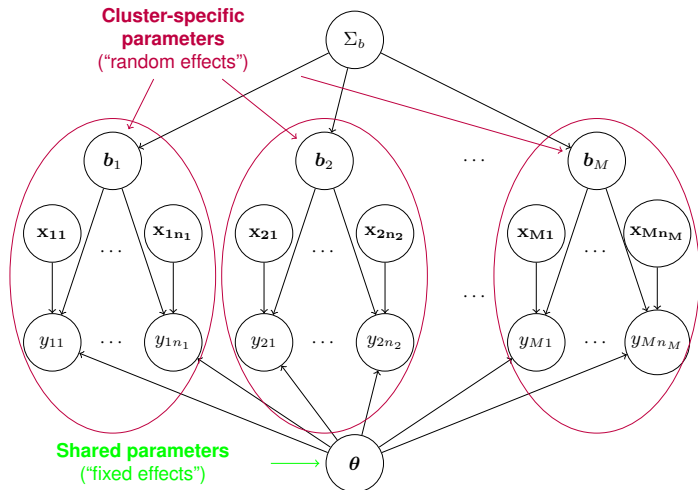 Cluster-specific
parameters
(“random effects”)
Σ_b
b_1
b_2
...
b_M
x_11
...
x_1n_1
x_21
...
x_2n_2
x_M1
...
x_Mn_M
...
y_11
...
y_1n_1
y_21
...
y_2n_2
y_M1
...
y_Mn_M
Shared parameters
(“fixed effects”)
θ